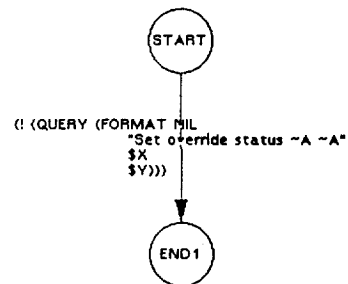 START
(! (QUERY (FORMAT NIL
"Set override status ~A ~A"
$X
$Y)))
END1